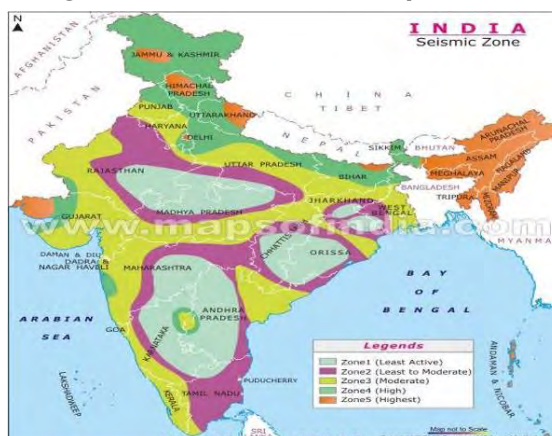 N
INDIA
Seismic Zone
AFGHANISTAN
JAMMU & KASHMIR
HIMACHAL
PRADESH
PAKISTAN
PUNJAB
UTTARAKHAND
HARYANA
DELHI
CHINA
TIBET
NEPAL
SIKKIM
BHUTAN
ARUNACHAL
PRADESH
ASSAM
NAGALAND
MEGHALAYA
MANIPUR
BANGLADESH
TRIPURA
MIZORAM
MYANMAR
RAJASTHAN
UTTAR PRADESH
BIHAR
JHARKHAND
WEST
BENGAL
GUJARAT
MADHYA PRADESH
www.mapsofindia.com
CHHATTISGARH
ORISSA
DAMAN & DIU
DADRA &
NAGAR HAVELI
MAHARASHTRA
ANDHRA
PRADESH
BAY
OF
BENGAL
ARABIAN
SEA
GOA
KARNATAKA
PUDUCHERRY
TAMIL NADU
KERALA
LAKSHADWEEP
SRI
ANDAMAN & NICOBAR
Legends
Zone1 (Least Active)
Zone2 (Least to Moderate)
Zone3 (Moderate)
Zone4 (High)
Zone5 (Highest)
Map not to Scale